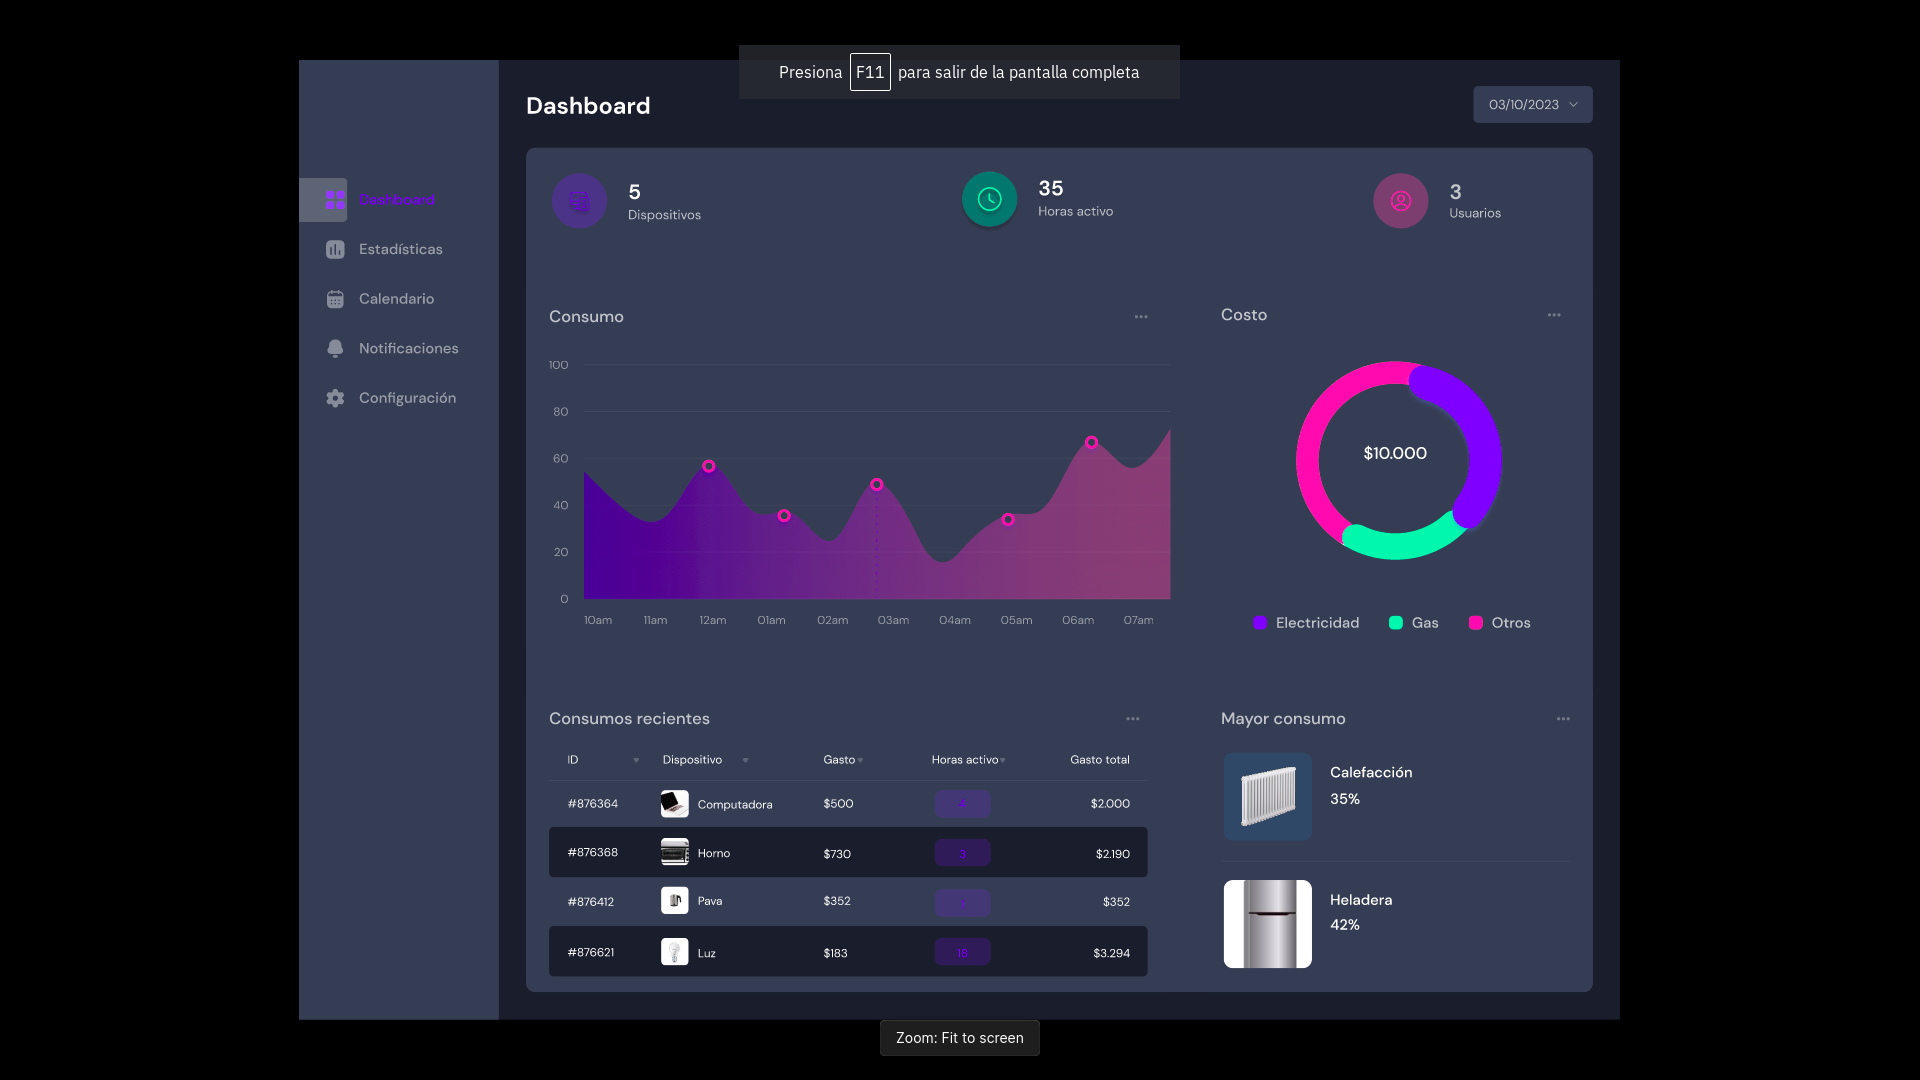 Presiona F11 para salir de la pantalla completa
Dashboard
03/10/2023
Dashboard
Estadísticas
Calendario
Notificaciones
Configuración
5
Dispositivos
35
Horas activo
3
Usuarios
Consumo
100
80
60
40
20
0
10am 11am 12am 01am 02am 03am 04am 05am 06am 07am
Costo
$10.000
Electricidad Gas Otros
Consumos recientes
ID Dispositivo Gasto Horas activo Gasto total
#876364 Computadora $500 $2.000
#876368 Horno $730 3 $2.190
#876412 Pava $352 $352
#876621 Luz $183 18 $3.294
Mayor consumo
Calefacción
35%
Heladera
42%
Zoom: Fit to screen